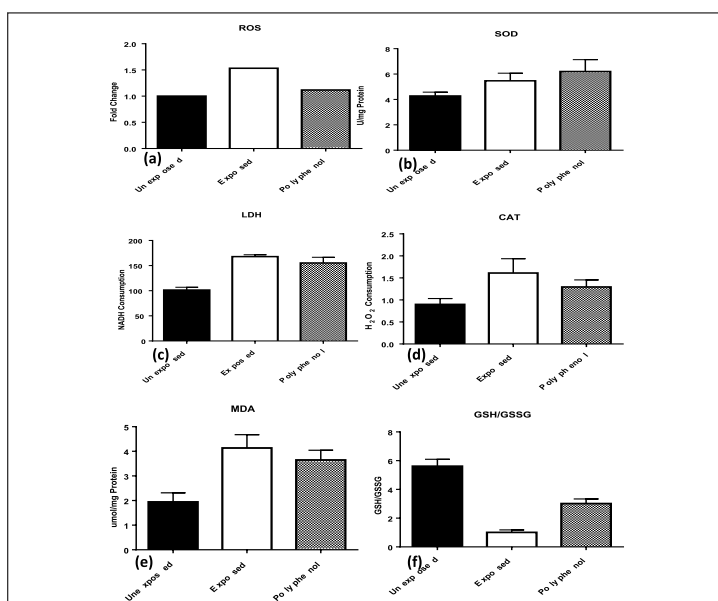 ROS
Fold Change
2.0
1.5
1.0
0.5
0.0
(a)
Un exp ose d
E xpo sed
Po ly phe nol
SOD
U/mg Protein
8
6
4
2
0
(b)
Un exp ose d
E xpo sed
P oly phe nol
LDH
NADH Consumption
200
150
100
50
0
(c)
Un expo sed
Ex pos ed
P oly phe no l
CAT
H2O2 Consumption
2.5
2.0
1.5
1.0
0.5
0.0
(d)
Une xpo sed
Expo sed
Poly ph eno l
MDA
umol/mg Protein
5
4
3
2
1
0
(e)
Une xpos ed
E xpo sed
Po lyp he nol
GSH/GSSG
GSH/GSSG
8
6
4
2
0
(f)
Un exp ose d
E xpo sed
Po ly phe nol